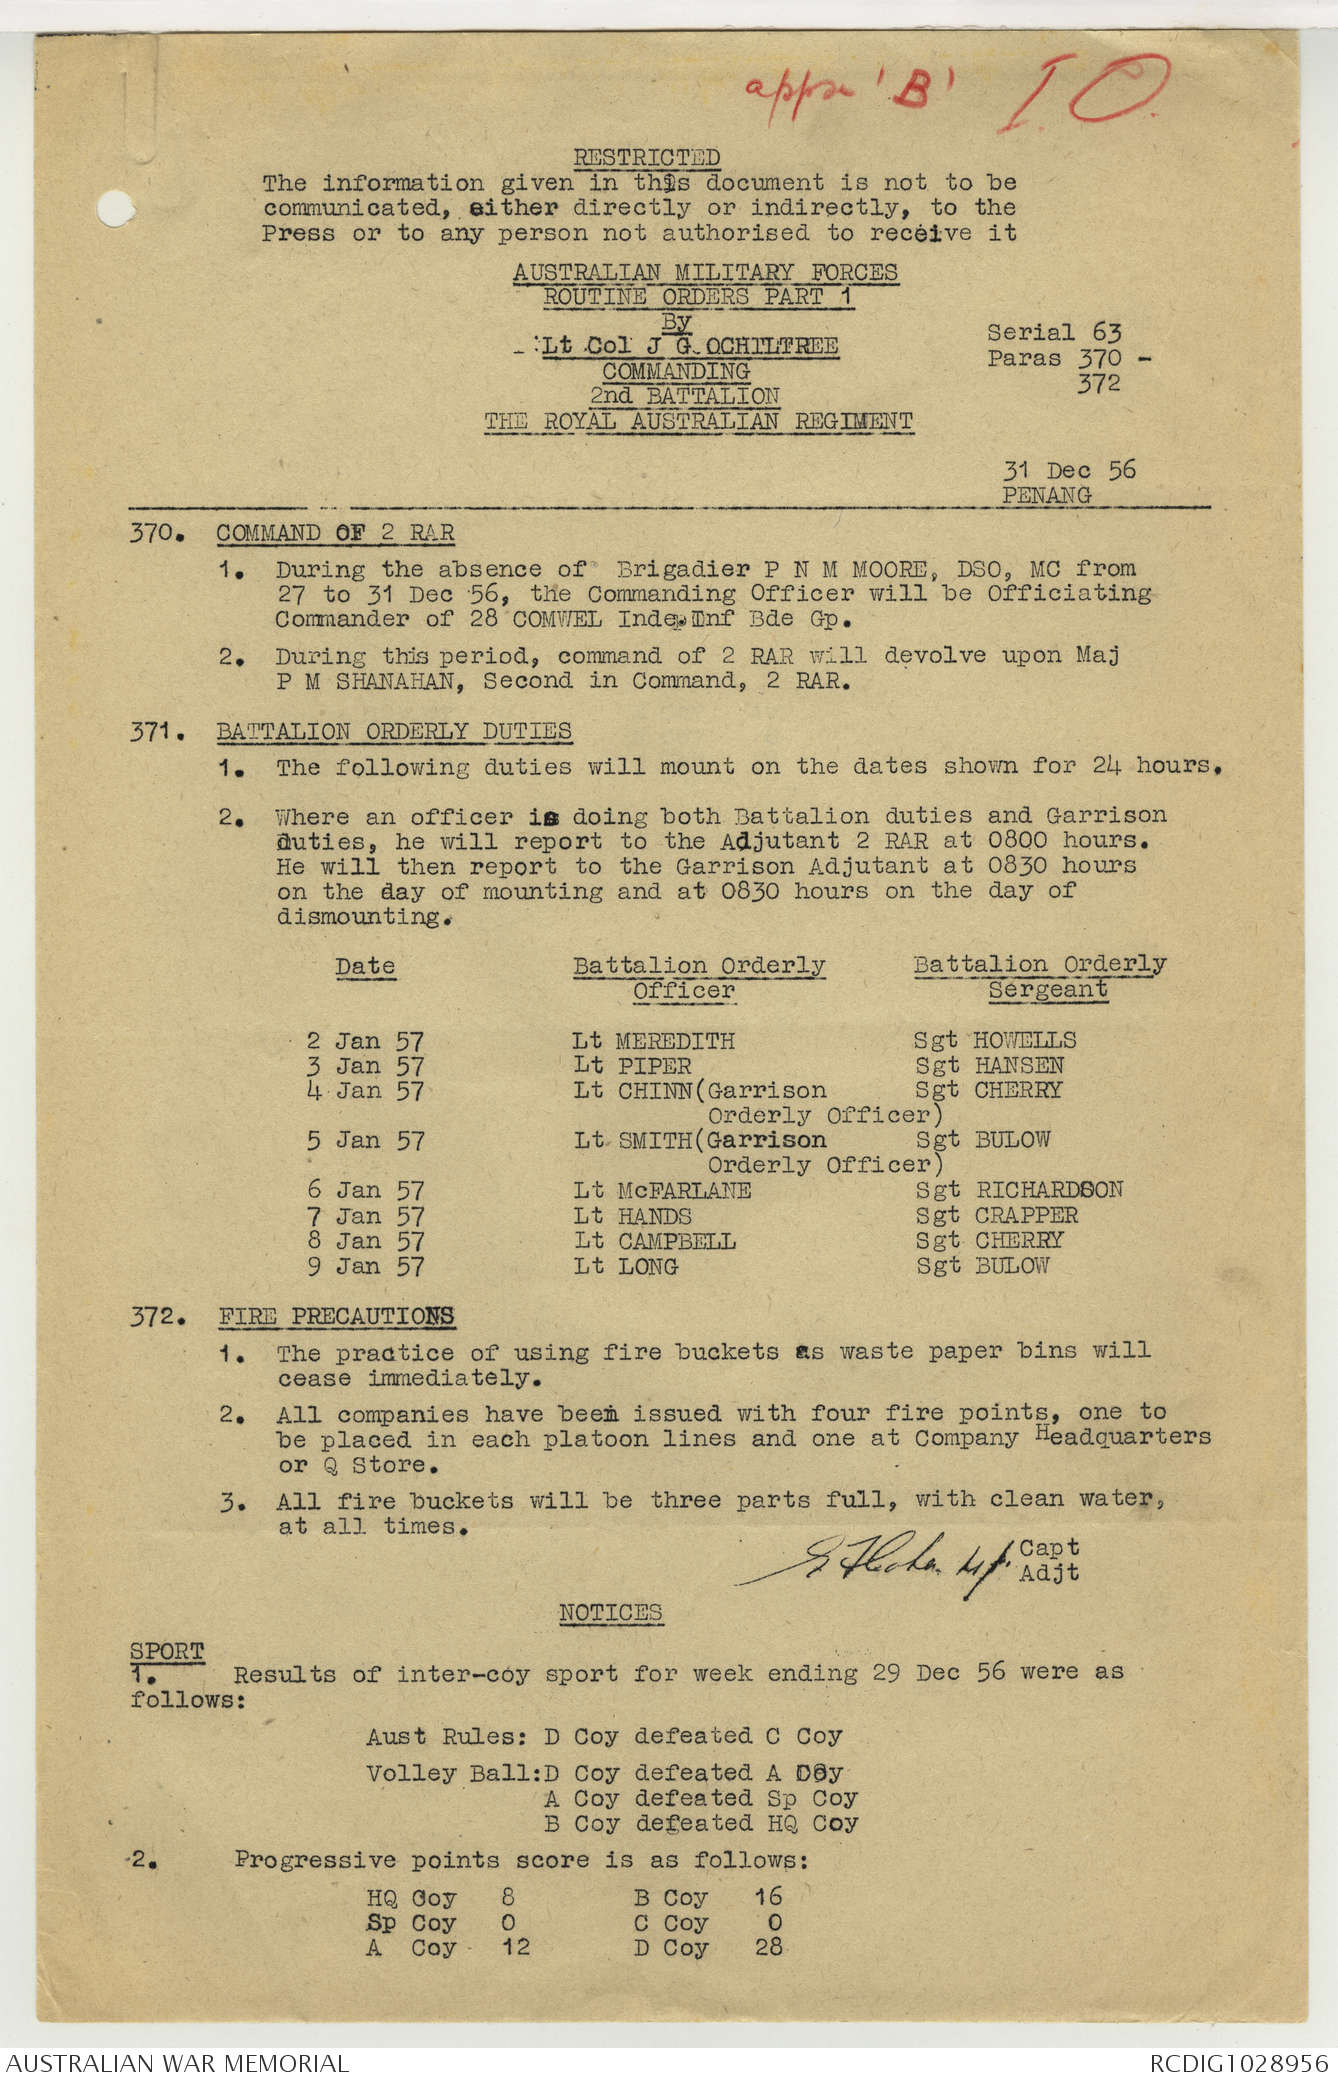 appx 'B' I.O.
RESTRICTED
The information given in this document is not to be
communicated, either directly or indirectly, to the
Press or to any person not authorised to receive it
AUSTRALIAN MILITARY FORCES
ROUTINE ORDERS PART 1
By
Lt Col J G OCHILTREE
COMMANDING
2nd BATTALION
THE ROYAL AUSTRALIAN REGIMENT
Serial 63
Paras 370 -
372
31 Dec 56
PENANG
370. COMMAND OF 2 RAR
1. During the absence of Brigadier P N M MOORE, DSO, MC from
27 to 31 Dec 56, the Commanding Officer will be Officiating
Commander of 28 COMWEL Indep Inf Bde Gp.
2. During this period, command of 2 RAR will devolve upon Maj
P M SHANAHAN, Second in Command, 2 RAR.
371. BATTALION ORDERLY DUTIES
1. The following duties will mount on the dates shown for 24 hours.
2. Where an officer is doing both Battalion duties and Garrison
duties, he will report to the Adjutant 2 RAR at 0800 hours.
He will then report to the Garrison Adjutant at 0830 hours
on the day of mounting and at 0830 hours on the day of
dismounting.
Date Battalion Orderly Battalion Orderly
Officer Sergeant
2 Jan 57 Lt MEREDITH Sgt HOWELLS
3 Jan 57 Lt PIPER Sgt HANSEN
4 Jan 57 Lt CHINN(Garrison Sgt CHERRY
Orderly Officer)
5 Jan 57 Lt SMITH(Garrison Sgt BULOW
Orderly Officer)
6 Jan 57 Lt McFARLANE Sgt RICHARDSON
7 Jan 57 Lt HANDS Sgt CRAPPER
8 Jan 57 Lt CAMPBELL Sgt CHERRY
9 Jan 57 Lt LONG Sgt BULOW
372. FIRE PRECAUTIONS
1. The practice of using fire buckets as waste paper bins will
cease immediately.
2. All companies have been issued with four fire points, one to
be placed in each platoon lines and one at Company Headquarters
or Q Store.
3. All fire buckets will be three parts full, with clean water,
at all times.
Capt
Adjt
NOTICES
SPORT
1. Results of inter-coy sport for week ending 29 Dec 56 were as
follows:
Aust Rules: D Coy defeated C Coy
Volley Ball:D Coy defeated A Coy
A Coy defeated Sp Coy
B Coy defeated HQ Coy
2. Progressive points score is as follows:
HQ Coy 8 B Coy 16
Sp Coy 0 C Coy 0
A Coy 12 D Coy 28
AUSTRALIAN WAR MEMORIAL RCDIG1028956